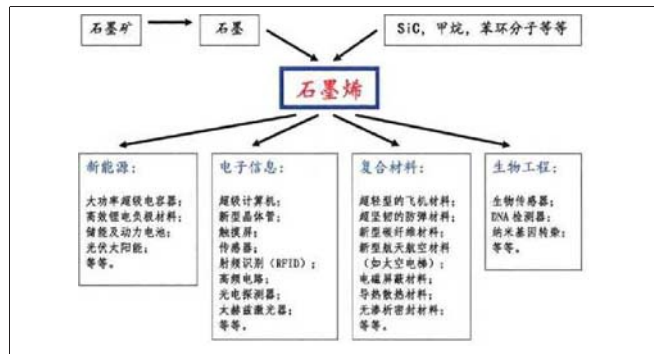 石墨矿
石墨
SiC, 甲烷, 苯环分子等等
石墨烯
新能源:
大功率超级电容器;
高效锂电负极材料;
储能及动力电池;
光伏太阳能;
等等。
电子信息:
超级计算机;
新型晶体管;
触摸屏;
传感器;
射频识别(RFID);
高频电路;
光电探测器;
太赫兹激光器;
等等。
复合材料:
超轻型的飞机材料;
超坚韧的防弹材料;
新型碳纤维材料;
新型航天航空材料
(如太空电梯);
电磁屏蔽材料;
导热散热材料;
无渗析密封材料;
等等。
生物工程:
生物传感器;
DNA 检测器;
纳米基因转染;
等等。